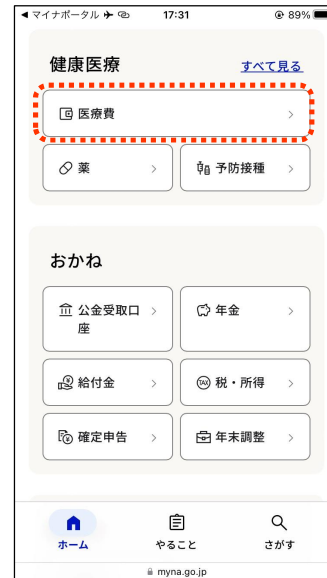 ◀ マイナポータル
17:31
89%
健康医療
すべて見る
医療費
薬
予防接種
おかね
公金受取口
座
年金
給付金
TAX
税・所得
確定申告
年末調整
ホーム
やること
さがす
myna.go.jp